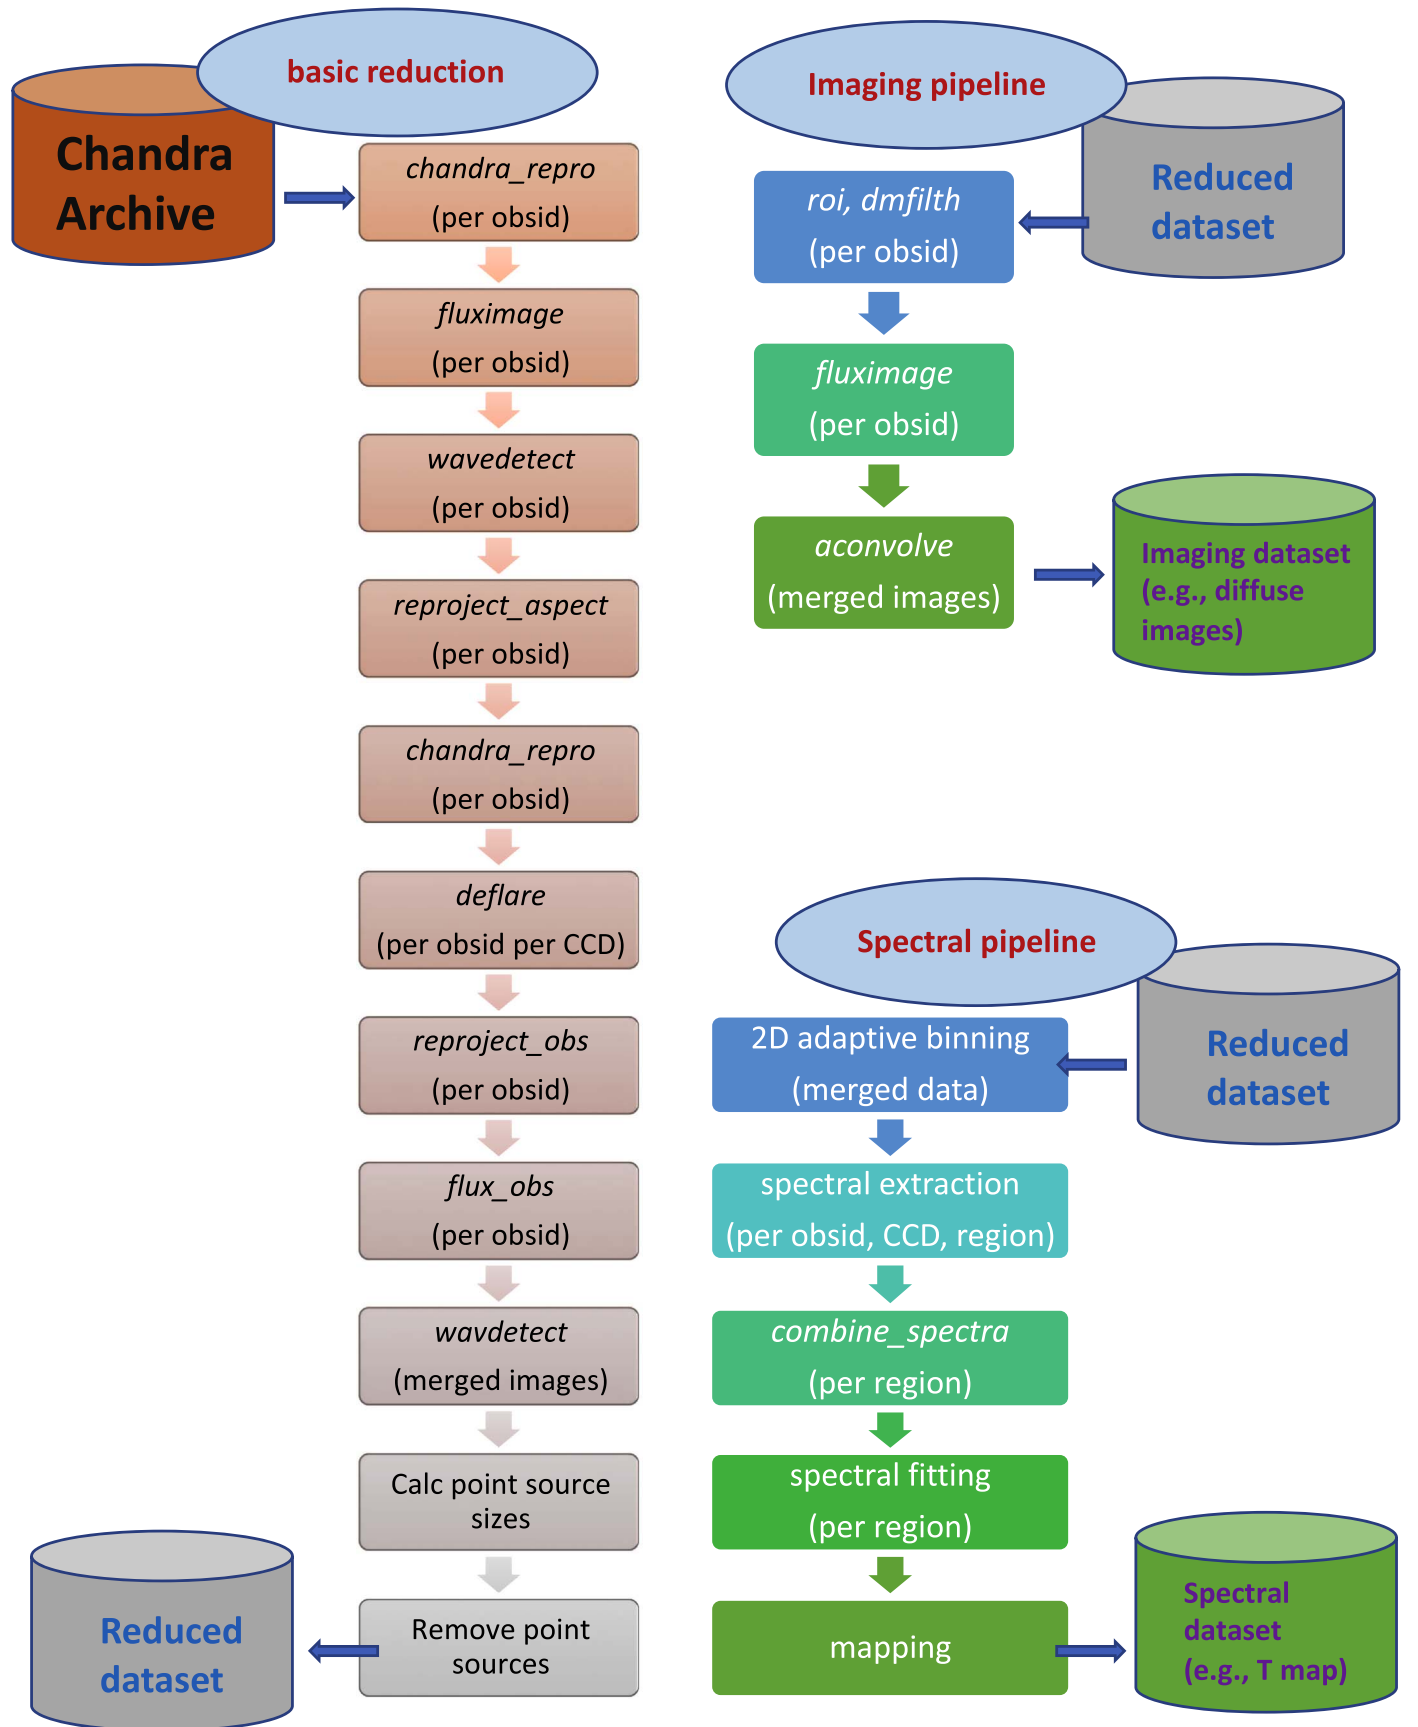 basic reduction
Chandra
Archive
chandra_repro
(per obsid)
fluximage
(per obsid)
wavedetect
(per obsid)
reproject_aspect
(per obsid)
chandra_repro
(per obsid)
deflare
(per obsid per CCD)
reproject_obs
(per obsid)
flux_obs
(per obsid)
wavdetect
(merged images)
Calc point source
sizes
Remove point
sources
Reduced
dataset
Imaging pipeline
Reduced
dataset
roi, dmfilth
(per obsid)
fluximage
(per obsid)
aconvolve
(merged images)
Imaging dataset
(e.g., diffuse
images)
Spectral pipeline
Reduced
dataset
2D adaptive binning
(merged data)
spectral extraction
(per obsid, CCD, region)
combine_spectra
(per region)
spectral fitting
(per region)
mapping
Spectral
dataset
(e.g., T map)